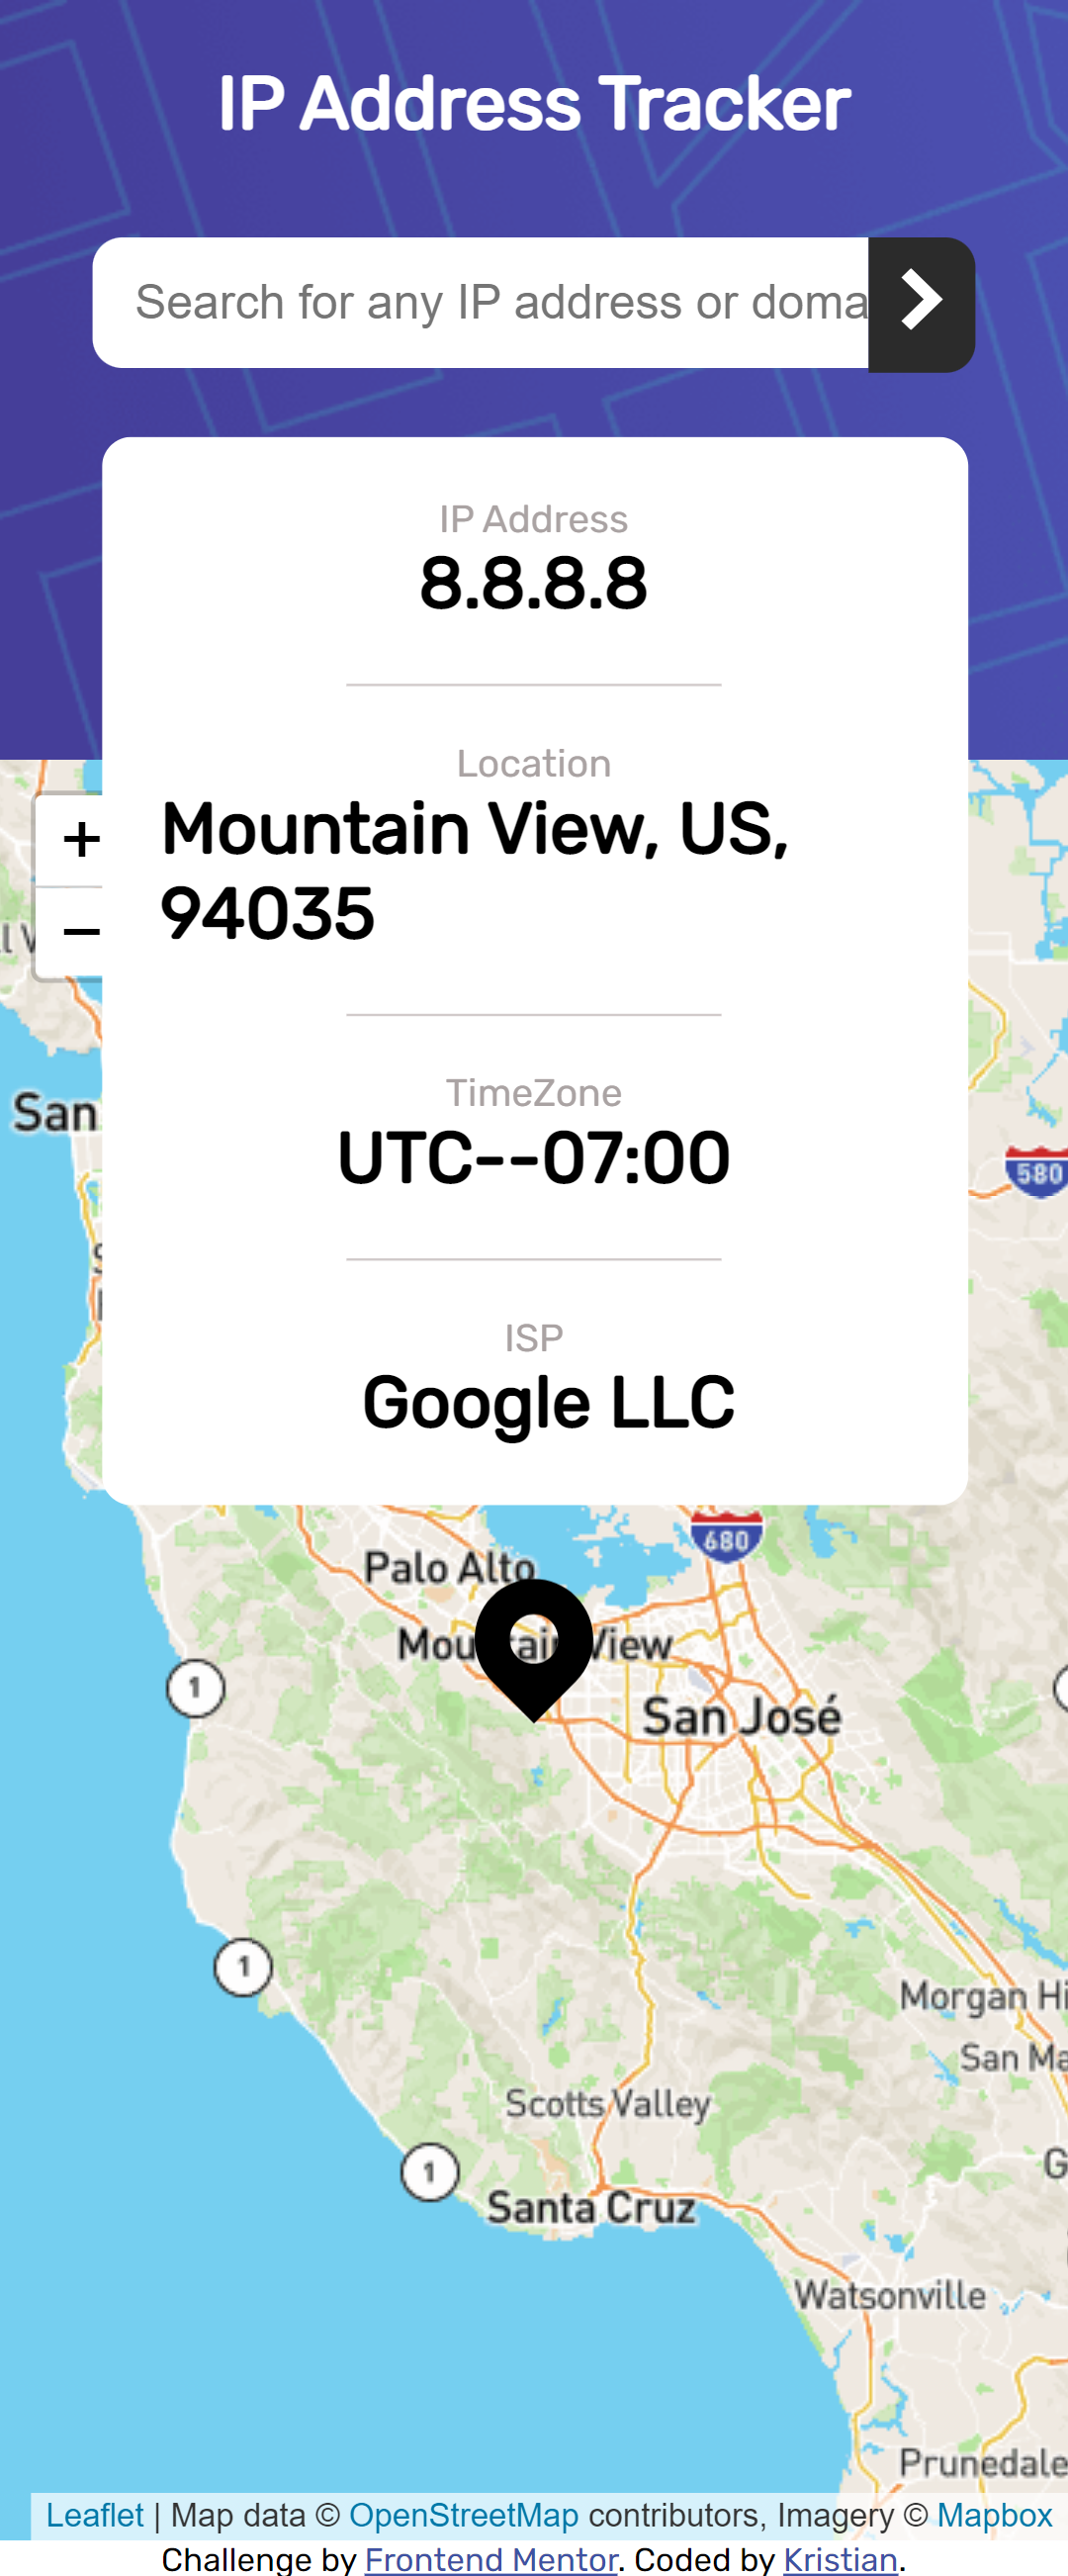 IP Address Tracker
Search for any IP address or doma
IP Address
8.8.8.8
Location
Mountain View, US,
94035
TimeZone
UTC--07:00
ISP
Google LLC
+
−
San
580
680
Palo Alto
Mountain View
1
San José
1
Morgan Hi
San Ma
Scotts Valley
1
G
Santa Cruz
Watsonville
Prunedale
Leaflet | Map data © OpenStreetMap contributors, Imagery © Mapbox
Challenge by Frontend Mentor. Coded by Kristian.